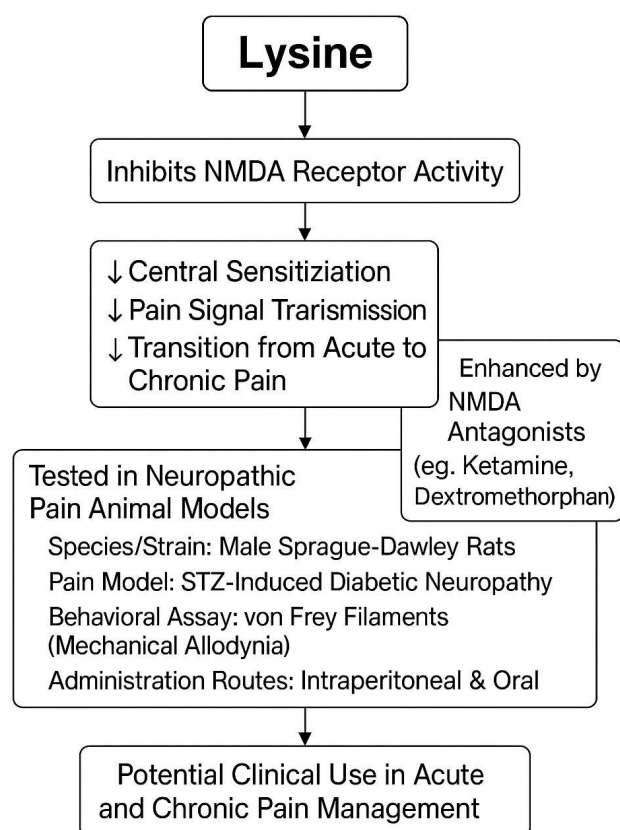 Lysine
Inhibits NMDA Receptor Activity
↓ Central Sensitiziation
↓ Pain Signal Trarismission
↓ Transition from Acute to
Chronic Pain
Enhanced by
NMDA
Antagonists
(eg. Ketamine,
Dextromethorphan)
Tested in Neuropathic
Pain Animal Models
Species/Strain: Male Sprague-Dawley Rats
Pain Model: STZ-Induced Diabetic Neuropathy
Behavioral Assay: von Frey Filaments
(Mechanical Allodynia)
Administration Routes: Intraperitoneal & Oral
Potential Clinical Use in Acute
and Chronic Pain Management